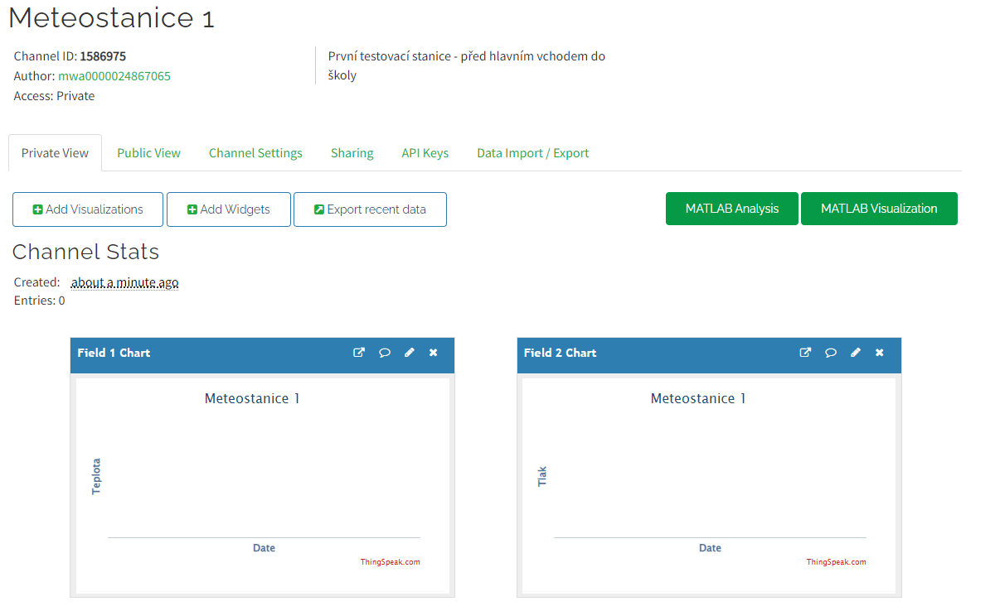 Meteostanice 1
Channel ID: 1586975
Author: mwa0000024867065
Access: Private
První testovací stanice - před hlavním vchodem do
školy
Private View
Public View
Channel Settings
Sharing
API Keys
Data Import / Export
Add Visualizations
Add Widgets
Export recent data
MATLAB Analysis
MATLAB Visualization
Channel Stats
Created: about a minute ago
Entries: 0
Field 1 Chart
Meteostanice 1
Teplota
Date
ThingSpeak.com
Field 2 Chart
Meteostanice 1
Tlak
Date
ThingSpeak.com